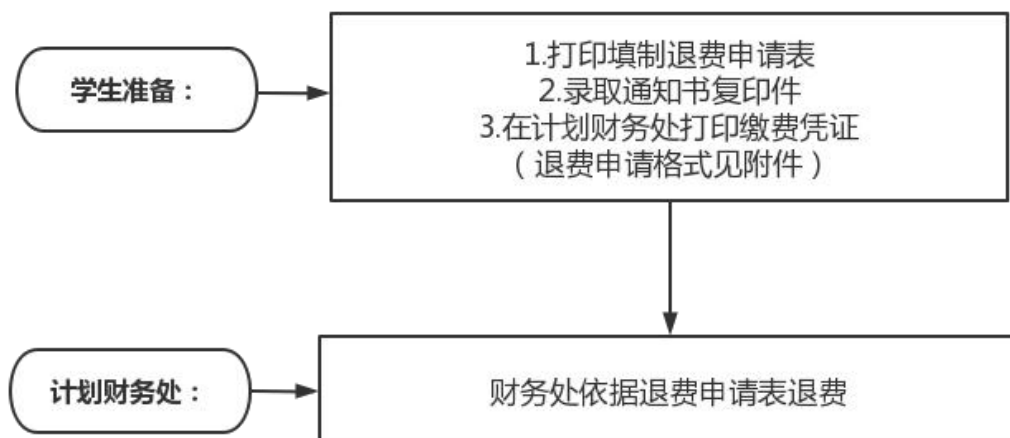 学生准备：
1.打印填制退费申请表
2.录取通知书复印件
3.在计划财务处打印缴费凭证
（退费申请格式见附件）
计划财务处：
财务处依据退费申请表退费